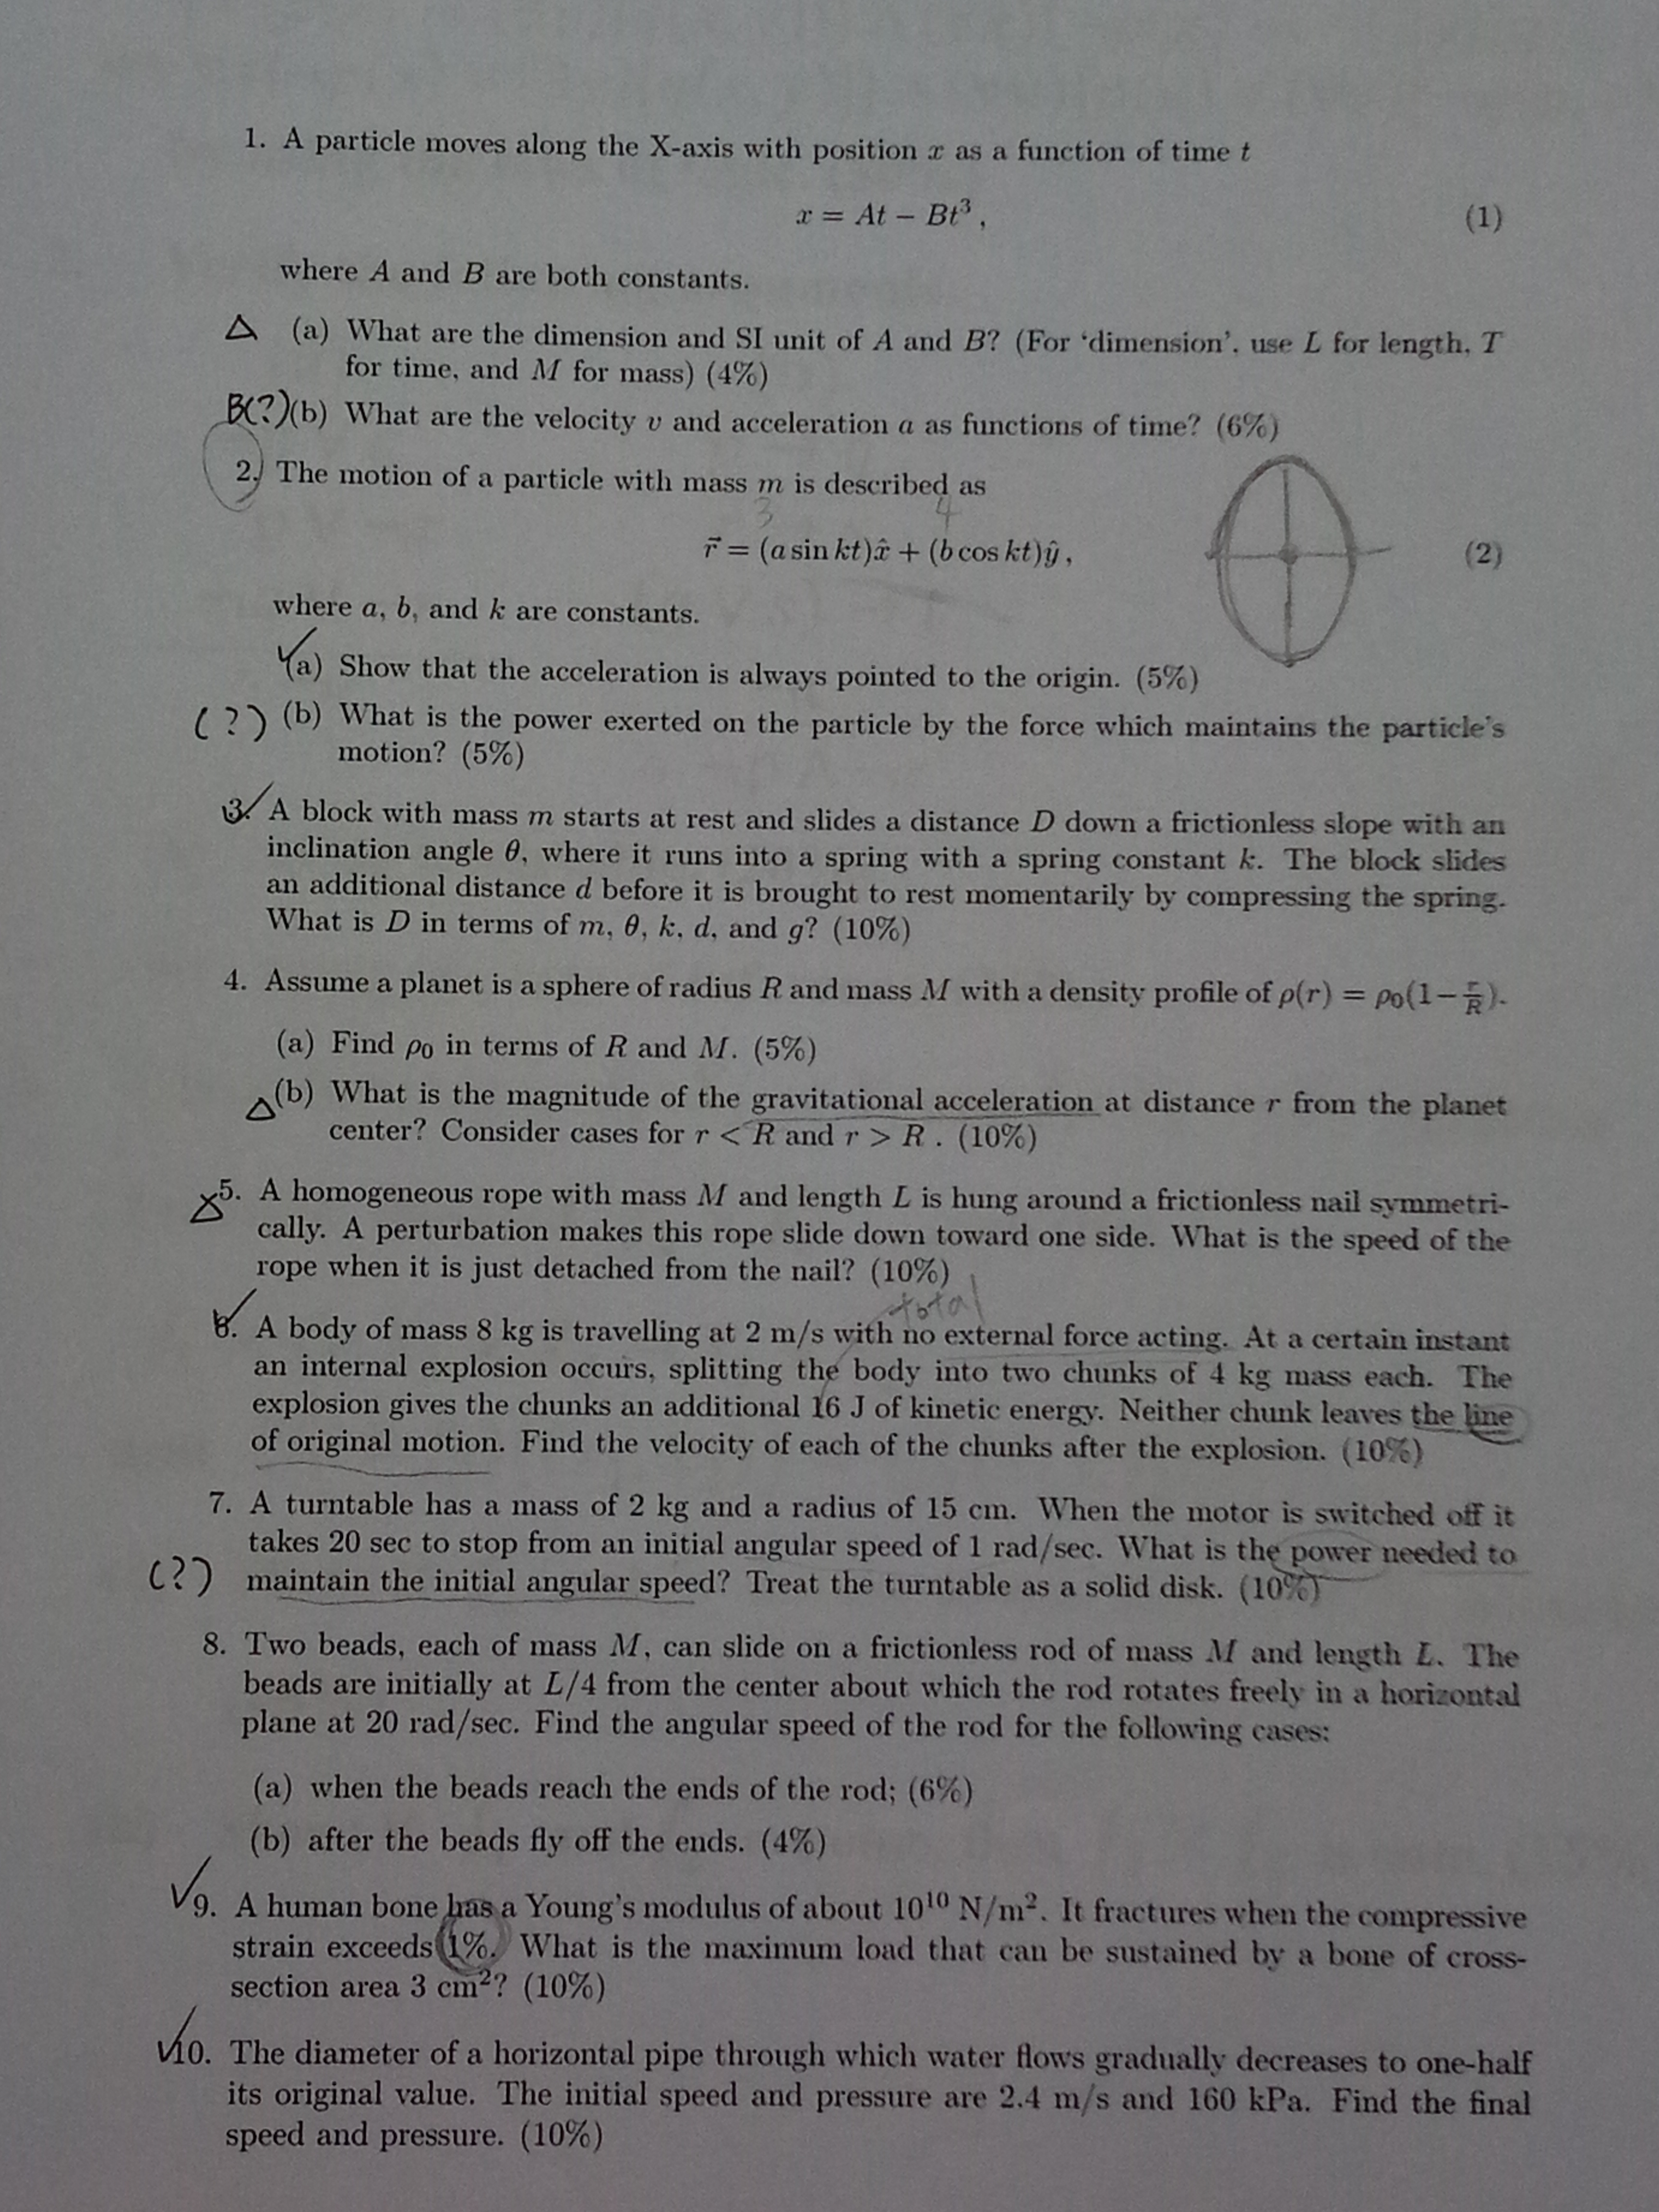 1. A particle moves along the X-axis with position x as a function of time t
x = At − Bt³ , (1)
where A and B are both constants.
△ (a) What are the dimension and SI unit of A and B? (For ‘dimension’, use L for length, T
for time, and M for mass) (4%)
B(?) (b) What are the velocity v and acceleration a as functions of time? (6%)
2. The motion of a particle with mass m is described as
3 4
r⃗ = (a sin kt)x̂ + (b cos kt)ŷ , (2)
where a, b, and k are constants.
✓(a) Show that the acceleration is always pointed to the origin. (5%)
(?) (b) What is the power exerted on the particle by the force which maintains the particle's
motion? (5%)
✓3. A block with mass m starts at rest and slides a distance D down a frictionless slope with an
inclination angle θ, where it runs into a spring with a spring constant k. The block slides
an additional distance d before it is brought to rest momentarily by compressing the spring.
What is D in terms of m, θ, k, d, and g? (10%)
4. Assume a planet is a sphere of radius R and mass M with a density profile of ρ(r) = ρ₀(1−r/R).
(a) Find ρ₀ in terms of R and M. (5%)
△(b) What is the magnitude of the gravitational acceleration at distance r from the planet
center? Consider cases for r < R and r > R . (10%)
5. A homogeneous rope with mass M and length L is hung around a frictionless nail symmetri-
cally. A perturbation makes this rope slide down toward one side. What is the speed of the
rope when it is just detached from the nail? (10%)
total
✓6. A body of mass 8 kg is travelling at 2 m/s with no external force acting. At a certain instant
an internal explosion occurs, splitting the body into two chunks of 4 kg mass each. The
explosion gives the chunks an additional 16 J of kinetic energy. Neither chunk leaves the line
of original motion. Find the velocity of each of the chunks after the explosion. (10%)
7. A turntable has a mass of 2 kg and a radius of 15 cm. When the motor is switched off it
takes 20 sec to stop from an initial angular speed of 1 rad/sec. What is the power needed to
(?) maintain the initial angular speed? Treat the turntable as a solid disk. (10%)
8. Two beads, each of mass M, can slide on a frictionless rod of mass M and length L. The
beads are initially at L/4 from the center about which the rod rotates freely in a horizontal
plane at 20 rad/sec. Find the angular speed of the rod for the following cases:
(a) when the beads reach the ends of the rod; (6%)
(b) after the beads fly off the ends. (4%)
✓9. A human bone has a Young's modulus of about 10¹⁰ N/m². It fractures when the compressive
strain exceeds 1%. What is the maximum load that can be sustained by a bone of cross-
section area 3 cm²? (10%)
✓10. The diameter of a horizontal pipe through which water flows gradually decreases to one-half
its original value. The initial speed and pressure are 2.4 m/s and 160 kPa. Find the final
speed and pressure. (10%)